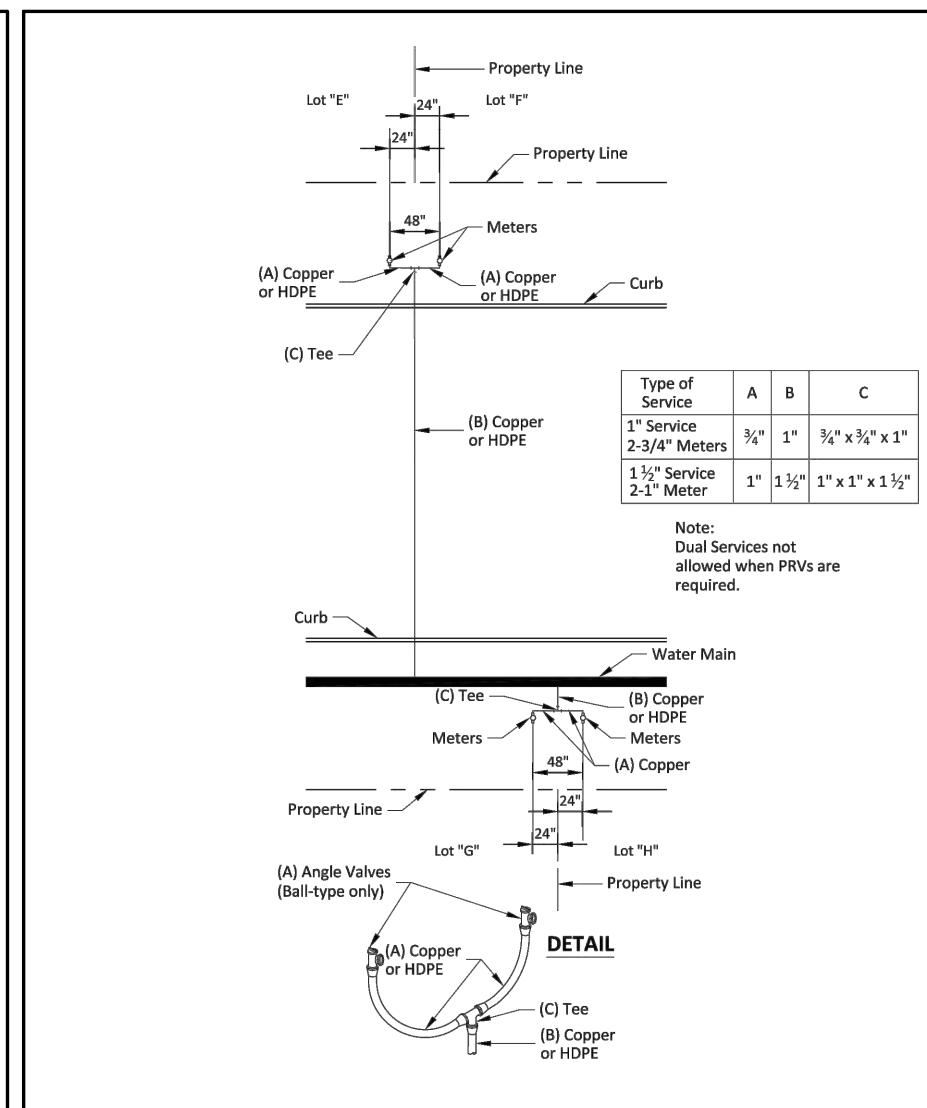 Property Line
Lot "E"
24"
Lot "F"
24"
Property Line
48"
Meters
(A) Copper
or HDPE
(A) Copper
or HDPE
Curb
(C) Tee
(B) Copper
or HDPE
Type of
Service
A
B
C
1" Service
2-3/4" Meters
¾"
1"
¾" x ¾" x 1"
1 ½" Service
2-1" Meter
1"
1 ½"
1" x 1" x 1 ½"
Note:
Dual Services not
allowed when PRVs are
required.
Curb
Water Main
(C) Tee
(B) Copper
or HDPE
Meters
Meters
48"
(A) Copper
Property Line
24"
24"
Lot "G"
Lot "H"
(A) Angle Valves
(Ball-type only)
Property Line
DETAIL
(A) Copper
or HDPE
(C) Tee
(B) Copper
or HDPE